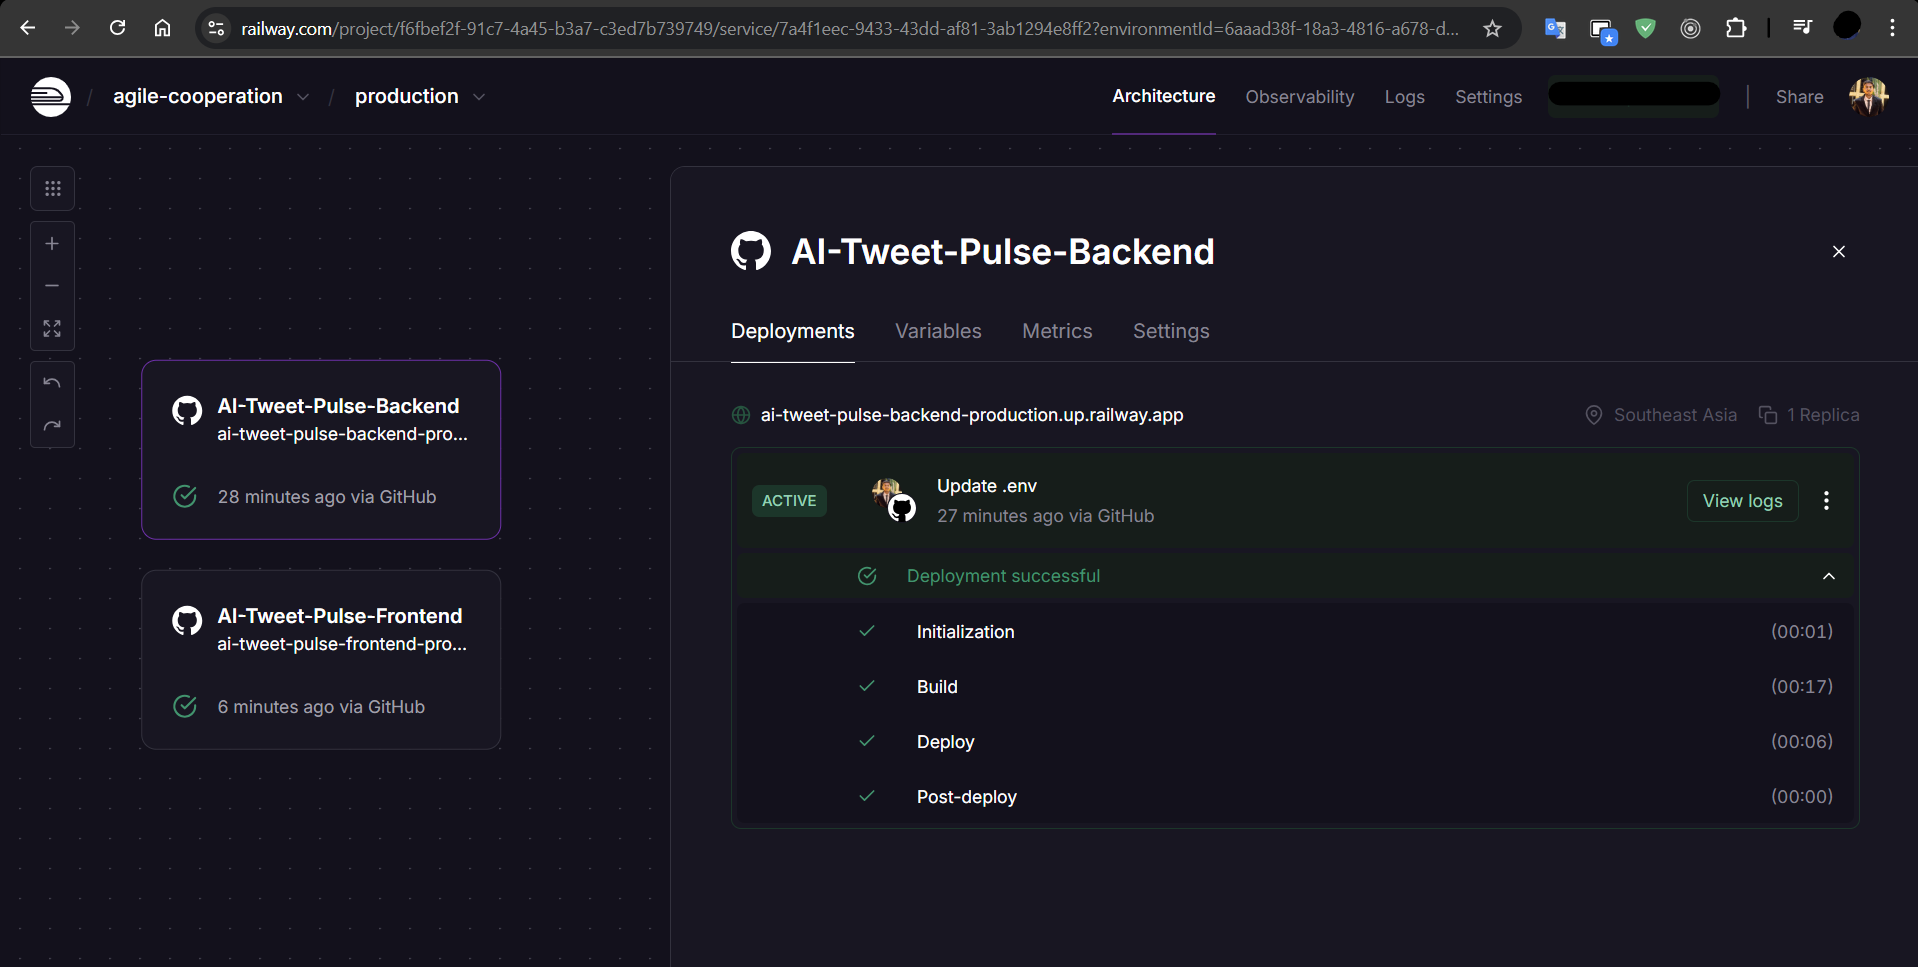 railway.com/project/f6fbef2f-91c7-4a45-b3a7-c3ed7b739749/service/7a4f1eec-9433-43dd-af81-3ab1294e8ff2?environmentId=6aaad38f-18a3-4816-a678-d...
/ agile-cooperation / production
Architecture Observability Logs Settings Share
AI-Tweet-Pulse-Backend
ai-tweet-pulse-backend-pro...
28 minutes ago via GitHub
AI-Tweet-Pulse-Frontend
ai-tweet-pulse-frontend-pro...
6 minutes ago via GitHub
AI-Tweet-Pulse-Backend
Deployments Variables Metrics Settings
ai-tweet-pulse-backend-production.up.railway.app Southeast Asia 1 Replica
ACTIVE
Update .env
27 minutes ago via GitHub
View logs
Deployment successful
Initialization (00:01)
Build (00:17)
Deploy (00:06)
Post-deploy (00:00)